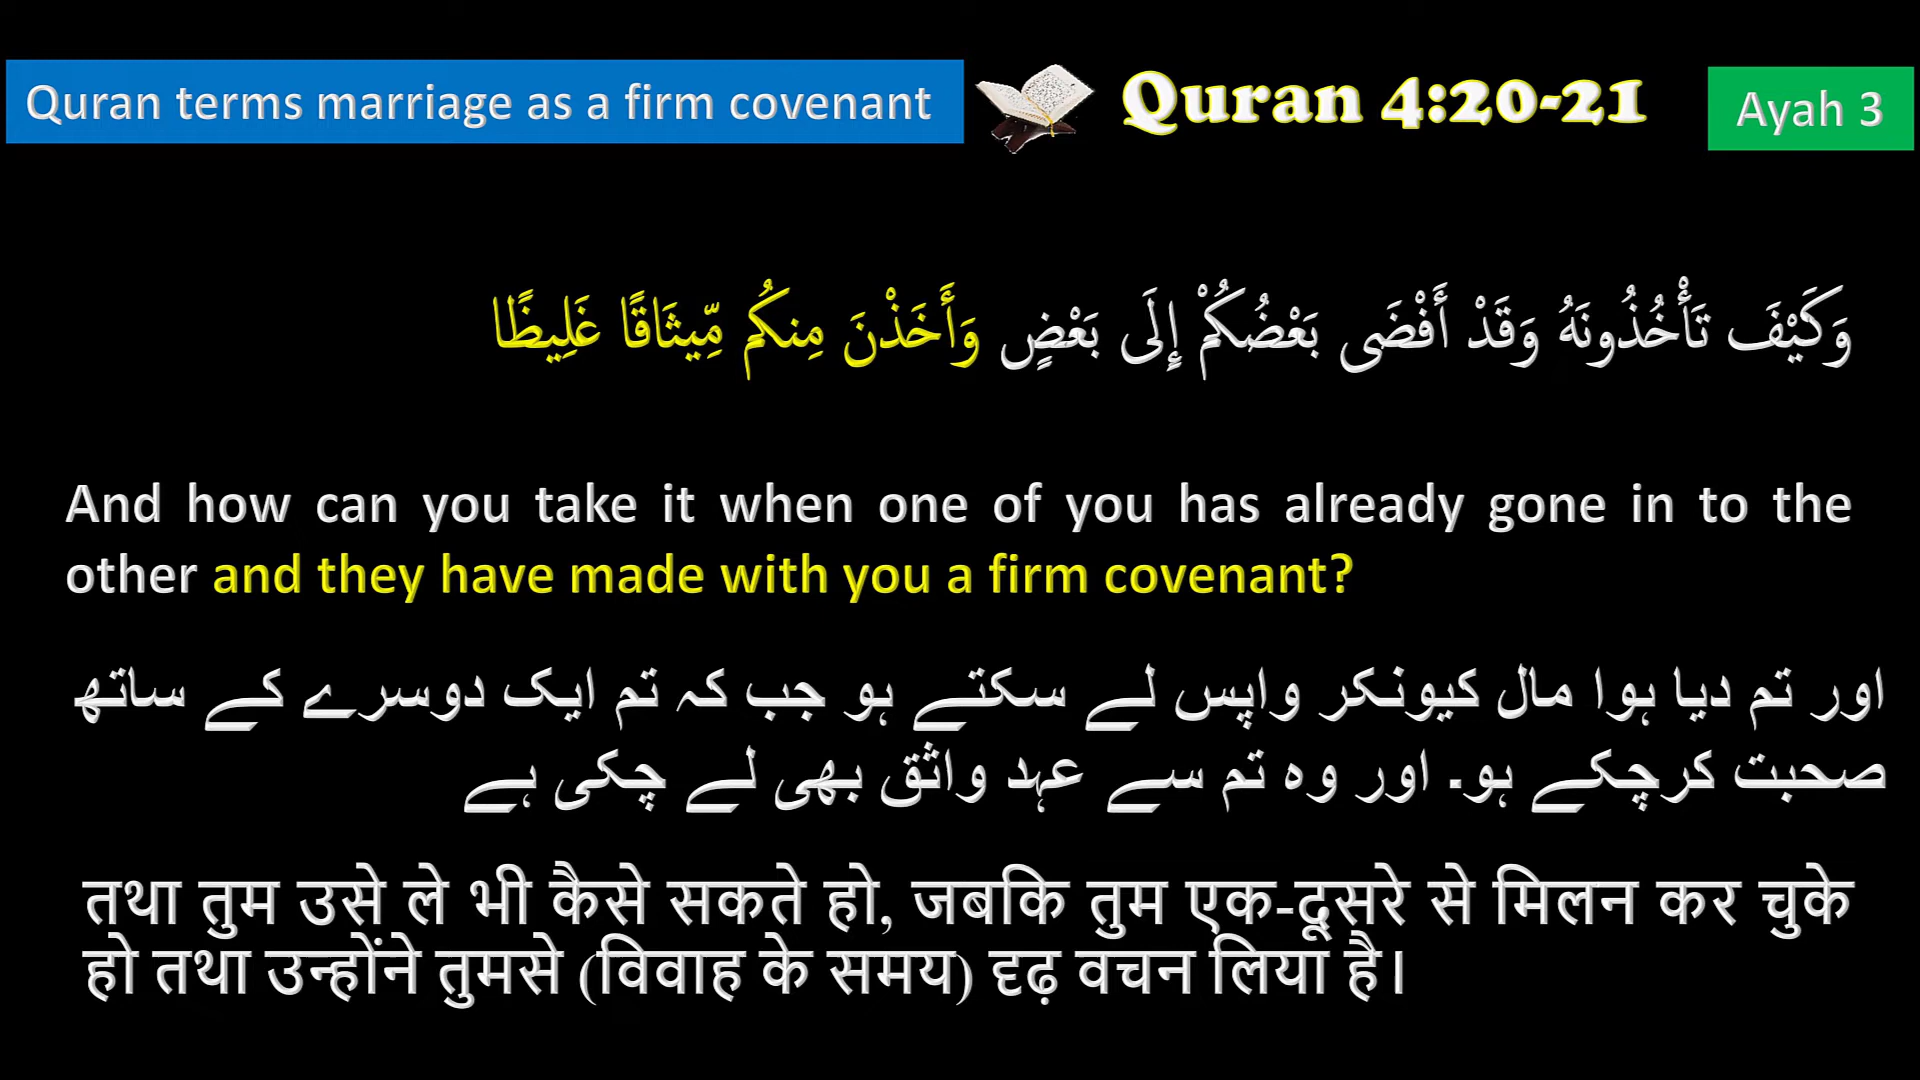 Quran terms marriage as a firm covenant
Quran 4:20-21
Ayah 3
وَكَيْفَ تَأْخُذُونَهُ وَقَدْ أَفْضَى بَعْضُكُمْ إِلَى بَعْضٍ وَأَخَذْنَ مِنكُم مِّيثَاقًا غَلِيظًا
And how can you take it when one of you has already gone in to the
other and they have made with you a firm covenant?
اور تم دیا ہوا مال کیونکر واپس لے سکتے ہو جب کہ تم ایک دوسرے کے ساتھ
صحبت کرچکے ہو۔ اور وہ تم سے عہد واثق بھی لے چکی ہے
तथा तुम उसे ले भी कैसे सकते हो, जबकि तुम एक-दूसरे से मिलन कर चुके
हो तथा उन्होंने तुमसे (विवाह के समय) दृढ़ वचन लिया है।